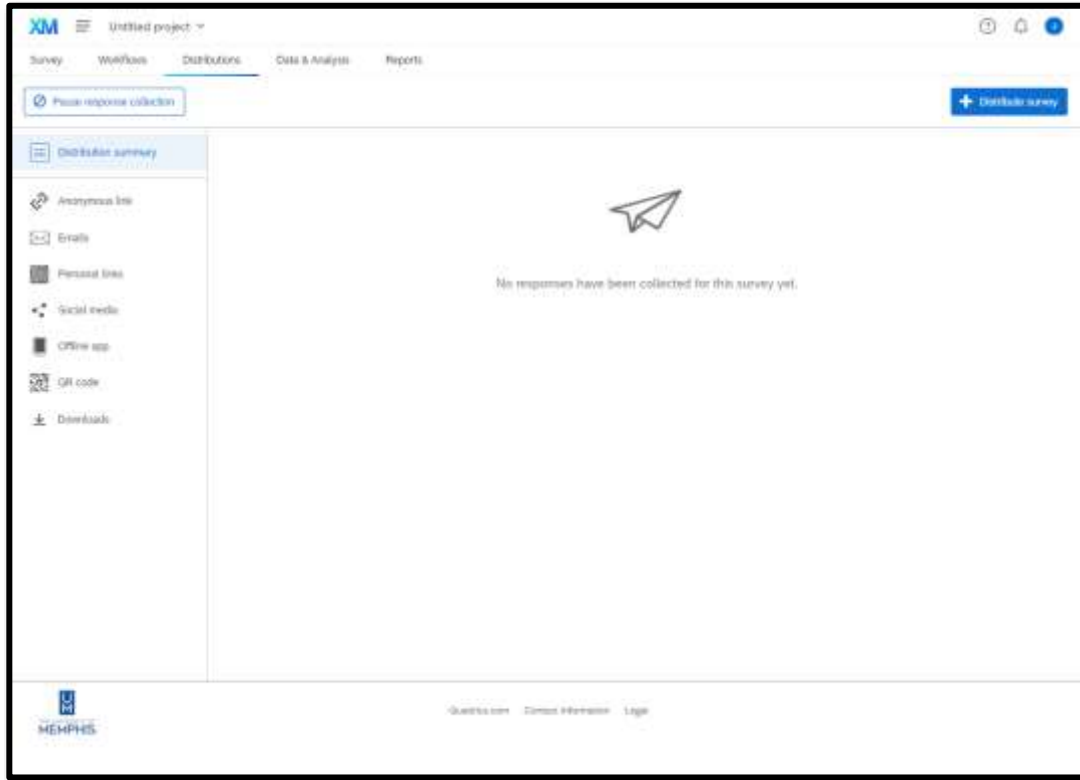 XM Untitled project
Survey Workflows Distributions Data & Analysis Reports
Pause response collection
Distribute survey
Distribution summary
Anonymous link
Emails
Personal links
Social media
Offline app
QR code
Downloads
No responses have been collected for this survey yet.
UM
MEMPHIS
Qualtrics.com Contact Information Legal